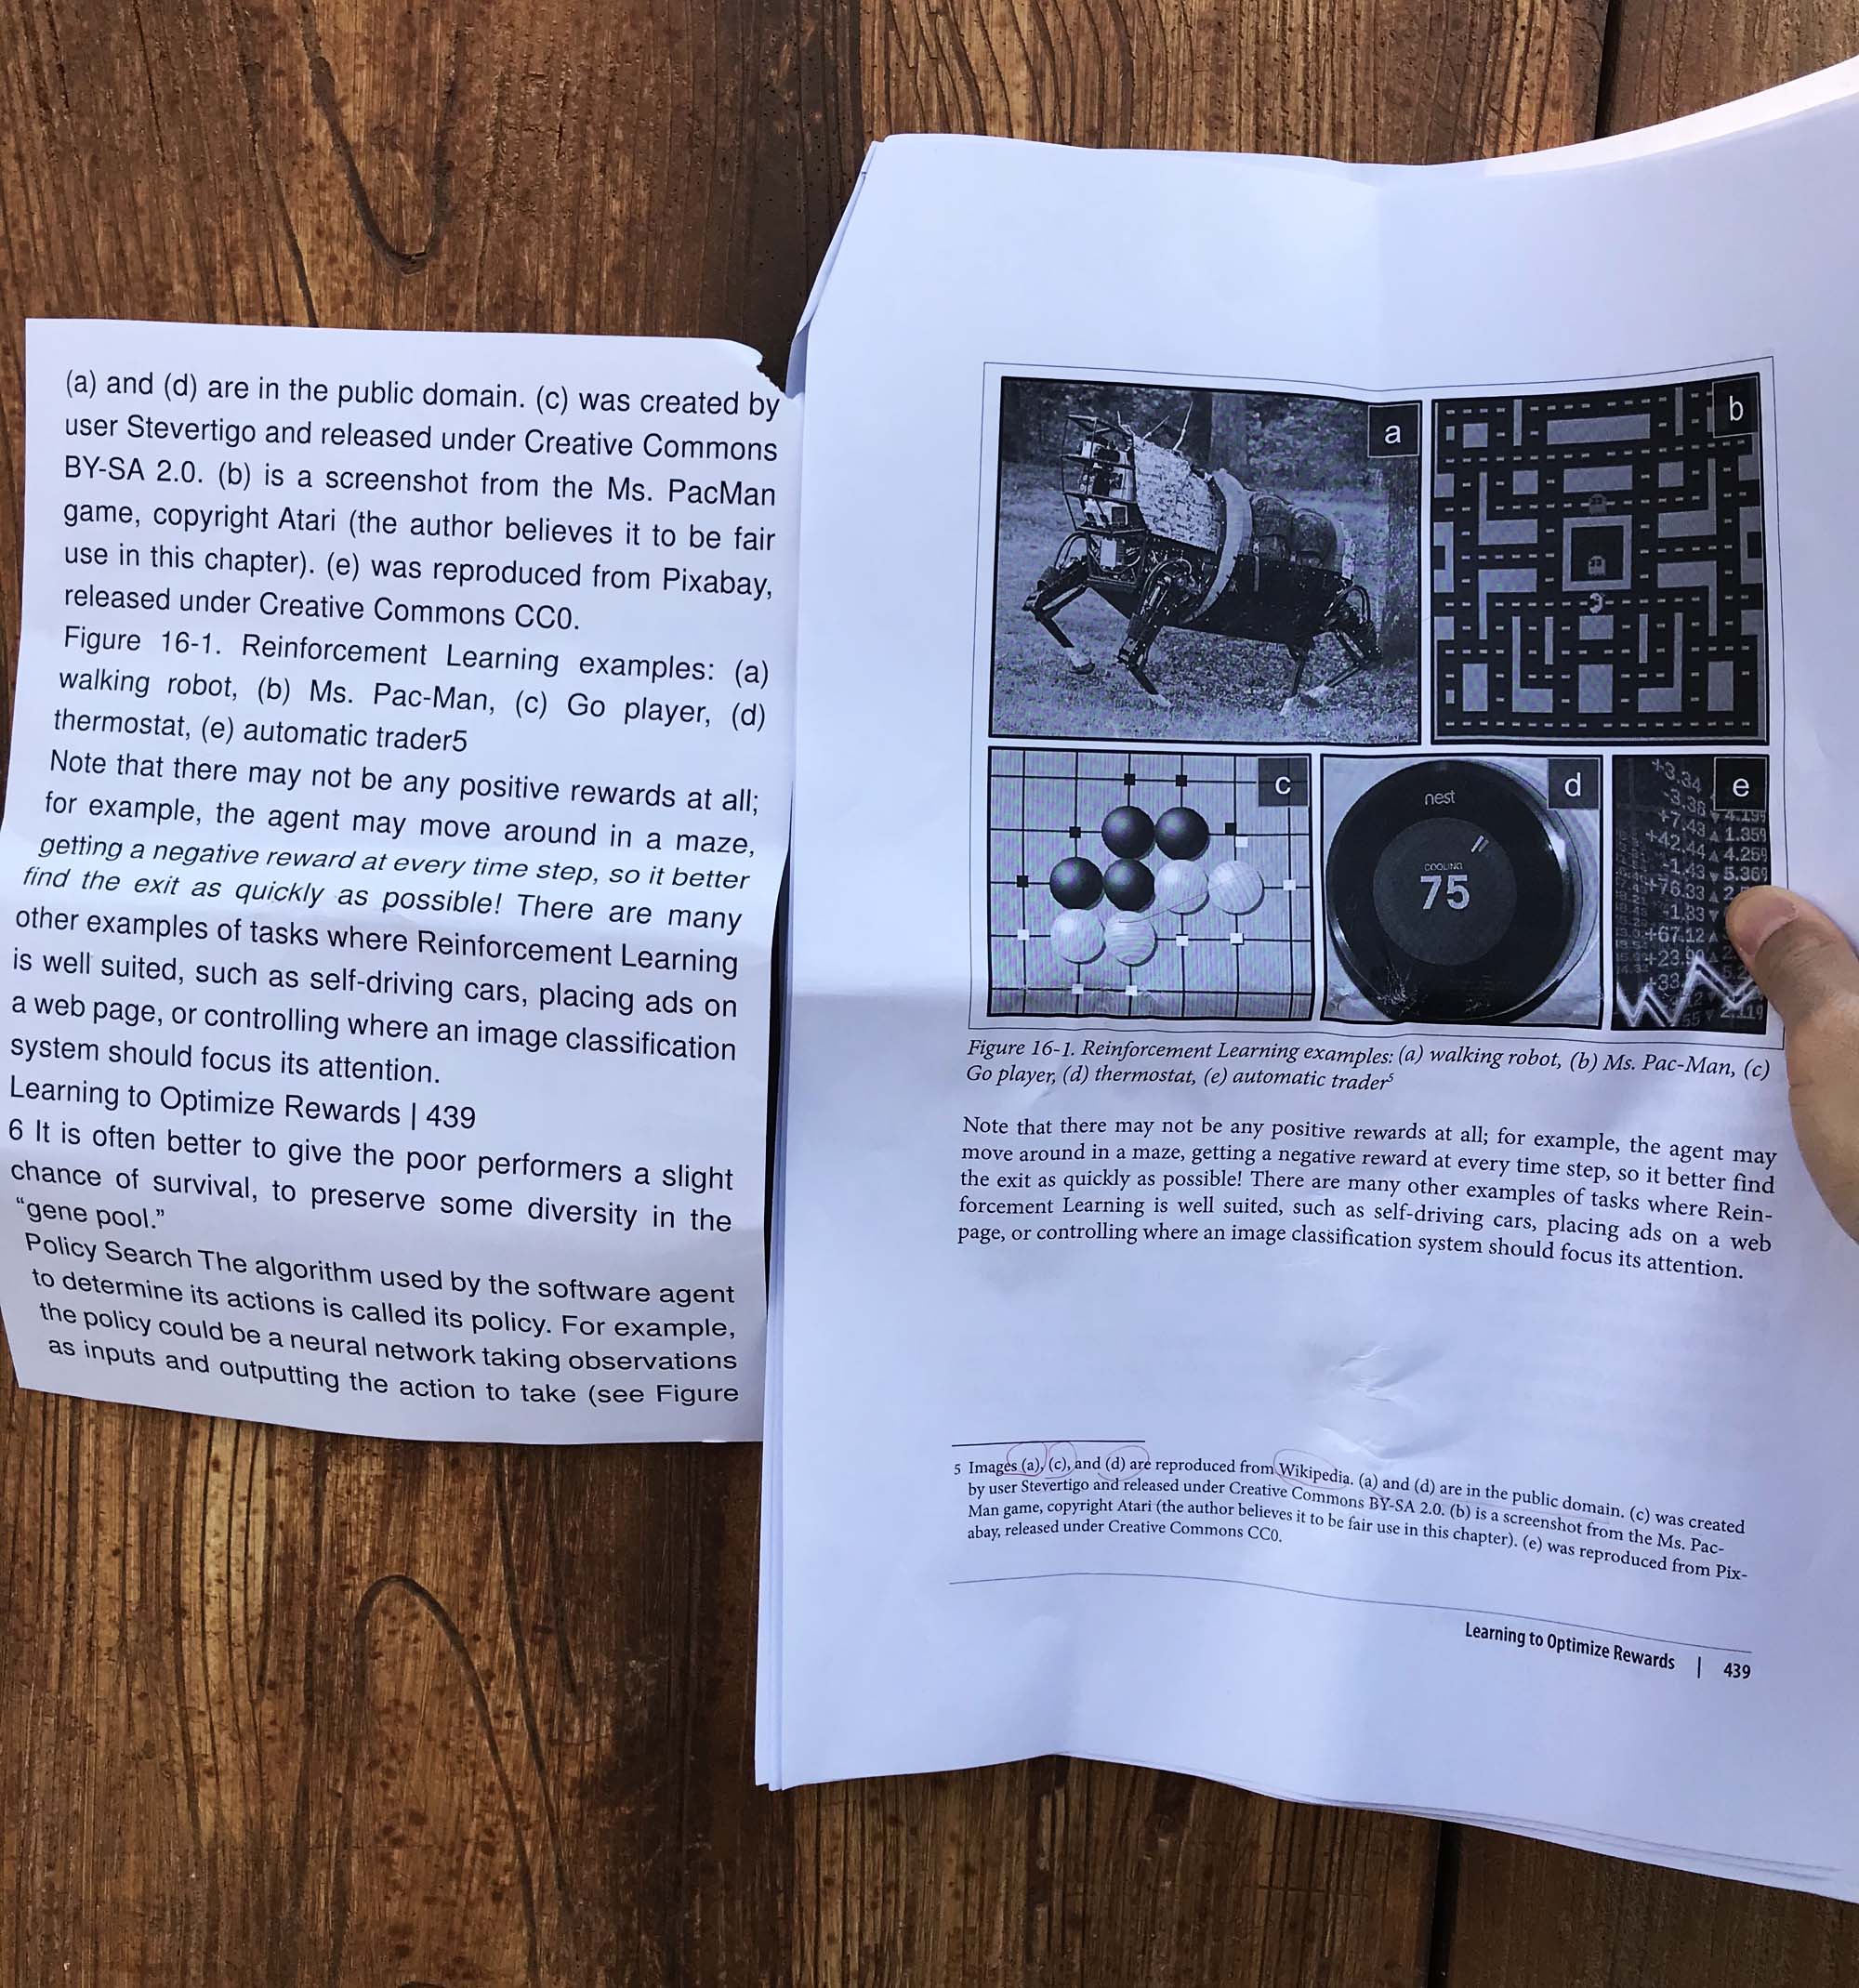 (a) and (d) are in the public domain. (c) was created by
user Stevertigo and released under Creative Commons
BY-SA 2.0. (b) is a screenshot from the Ms. PacMan
game, copyright Atari (the author believes it to be fair
use in this chapter). (e) was reproduced from Pixabay,
released under Creative Commons CC0.
Figure 16-1. Reinforcement Learning examples: (a)
walking robot, (b) Ms. Pac-Man, (c) Go player, (d)
thermostat, (e) automatic trader5
Note that there may not be any positive rewards at all;
for example, the agent may move around in a maze,
getting a negative reward at every time step, so it better
find the exit as quickly as possible! There are many
other examples of tasks where Reinforcement Learning
is well suited, such as self-driving cars, placing ads on
a web page, or controlling where an image classification
system should focus its attention.
Learning to Optimize Rewards | 439
6 It is often better to give the poor performers a slight
chance of survival, to preserve some diversity in the
“gene pool.”
Policy Search The algorithm used by the software agent
to determine its actions is called its policy. For example,
the policy could be a neural network taking observations
as inputs and outputting the action to take (see Figure
a
b
c
d
nest
COOLING
75
e
+3.34
-3.38 ▼ 4.199
+7.43 ▲ 1.359
+42.44 ▲ 4.269
-1.43 ▼ 5.369
+76.33 ▲ 2
-1.33 ▼
+67.12 ▲
+23.90 ▲
+33
2.119
Figure 16-1. Reinforcement Learning examples: (a) walking robot, (b) Ms. Pac-Man, (c)
Go player, (d) thermostat, (e) automatic trader5
Note that there may not be any positive rewards at all; for example, the agent may
move around in a maze, getting a negative reward at every time step, so it better find
the exit as quickly as possible! There are many other examples of tasks where Rein-
forcement Learning is well suited, such as self-driving cars, placing ads on a web
page, or controlling where an image classification system should focus its attention.
5 Images (a), (c), and (d) are reproduced from Wikipedia. (a) and (d) are in the public domain. (c) was created
by user Stevertigo and released under Creative Commons BY-SA 2.0. (b) is a screenshot from the Ms. Pac-
Man game, copyright Atari (the author believes it to be fair use in this chapter). (e) was reproduced from Pix-
abay, released under Creative Commons CC0.
Learning to Optimize Rewards | 439